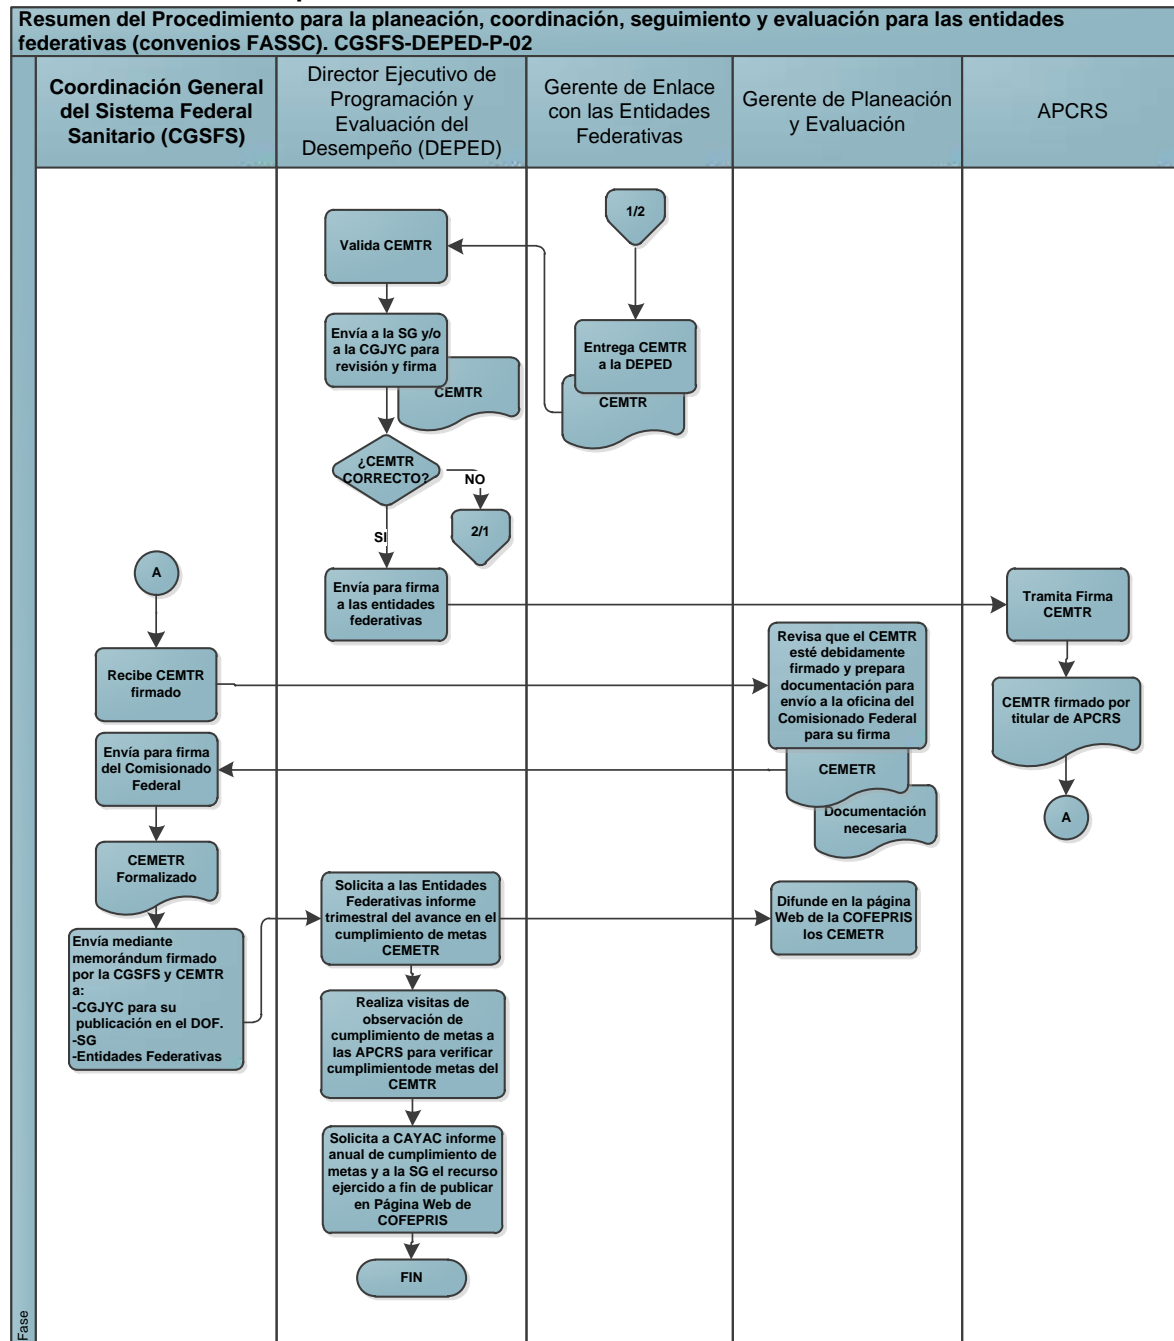 Resumen del Procedimiento para la planeación, coordinación, seguimiento y evaluación para las entidades
federativas (convenios FASSC). CGSFS-DEPED-P-02
Coordinación General
del Sistema Federal
Sanitario (CGSFS)
Director Ejecutivo de
Programación y
Evaluación del
Desempeño (DEPED)
Gerente de Enlace
con las Entidades
Federativas
Gerente de Planeación
y Evaluación
APCRS
1/2
Valida CEMTR
Entrega CEMTR
a la DEPED
CEMTR
Envía a la SG y/o
a la CGJYC para
revisión y firma
CEMTR
¿CEMTR
CORRECTO?
NO
2/1
SI
Envía para firma
a las entidades
federativas
Tramita Firma
CEMTR
CEMTR firmado por
titular de APCRS
A
A
Recibe CEMTR
firmado
Revisa que el CEMTR
esté debidamente
firmado y prepara
documentación para
envío a la oficina del
Comisionado Federal
para su firma
CEMETR
Documentación
necesaria
Envía para firma
del Comisionado
Federal
CEMETR
Formalizado
Envía mediante
memorándum firmado
por la CGSFS y CEMTR
a:
-CGJYC para su
publicación en el DOF.
-SG
-Entidades Federativas
Solicita a las Entidades
Federativas informe
trimestral del avance en el
cumplimiento de metas
CEMETR
Difunde en la página
Web de la COFEPRIS
los CEMETR
Realiza visitas de
observación de
cumplimiento de metas a
las APCRS para verificar
cumplimientode metas del
CEMTR
Solicita a CAYAC informe
anual de cumplimiento de
metas y a la SG el recurso
ejercido a fin de publicar
en Página Web de
COFEPRIS
FIN
Fase